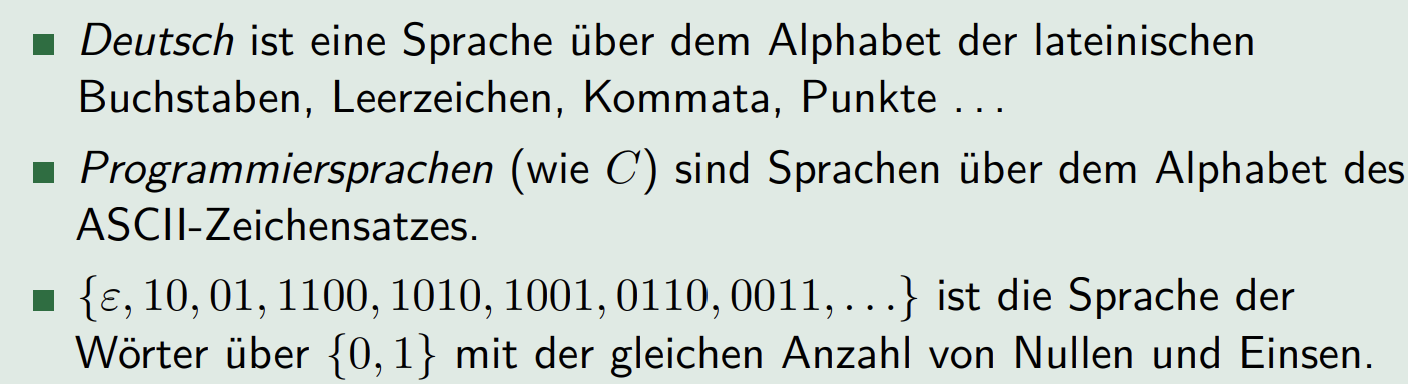 Deutsch ist eine Sprache über dem Alphabet der lateinischen
Buchstaben, Leerzeichen, Kommata, Punkte . . .
Programmiersprachen (wie C) sind Sprachen über dem Alphabet des
ASCII-Zeichensatzes.
{ε, 10, 01, 1100, 1010, 1001, 0110, 0011, . . .} ist die Sprache der
Wörter über {0, 1} mit der gleichen Anzahl von Nullen und Einsen.